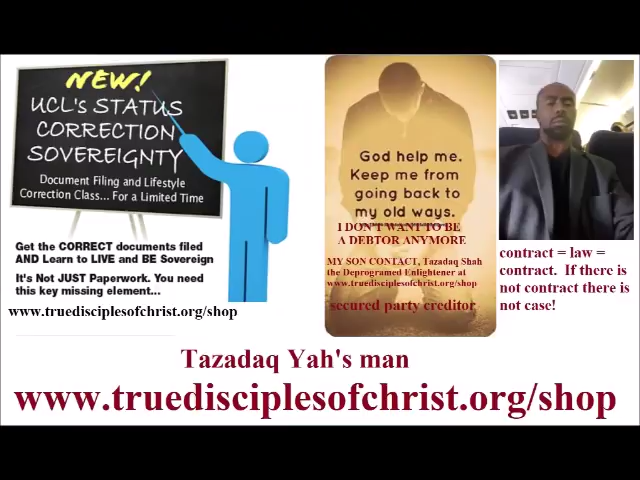 NEW!
UCL's STATUS
CORRECTION
SOVEREIGNTY
Document Filing and Lifestyle
Correction Class... For a Limited Time
Get the CORRECT documents filed
AND Learn to LIVE and BE Sovereign
It's Not JUST Paperwork. You need
this key missing element...
www.truedisciplesofchrist.org/shop
God help me.
Keep me from
going back to
my old ways.
I DON'T WANT TO BE
A DEBTOR ANYMORE
MY SON CONTACT, Tazadaq Shah
the Deprogramed Enlightener at
www.truedisciplesofchrist.org/shop
secured party creditor
contract = law =
contract. If there is
not contract there is
not case!
Tazadaq Yah's man
www.truedisciplesofchrist.org/shop